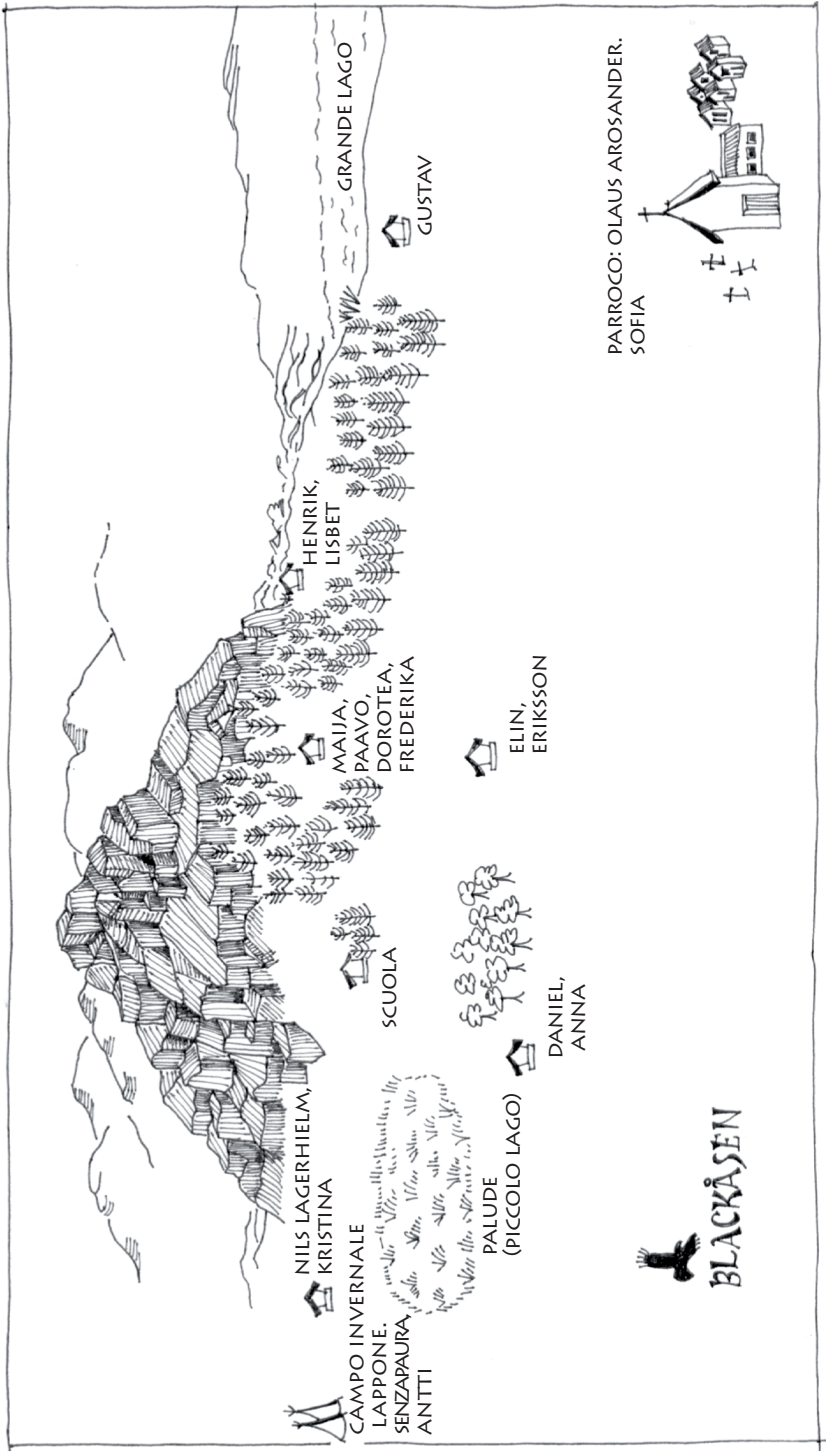 CAMPO INVERNALE
LAPPONE.
SENZAPAURA,
ANTTI
NILS LAGERHIELM,
KRISTINA
PALUDE
(PICCOLO LAGO)
BLACKÅSEN
SCUOLA
DANIEL,
ANNA
MAIJA,
PAAVO,
DOROTEA,
FREDERIKA
ELIN,
ERIKSSON
HENRIK,
LISBET
GRANDE LAGO
GUSTAV
PARROCO: OLAUS AROSANDER.
SOFIA